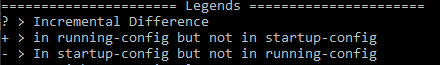 ======================= Legends =======================
? > Incremental Difference
+ > in running-config but not in startup-config
- > In startup-config but not in running-config